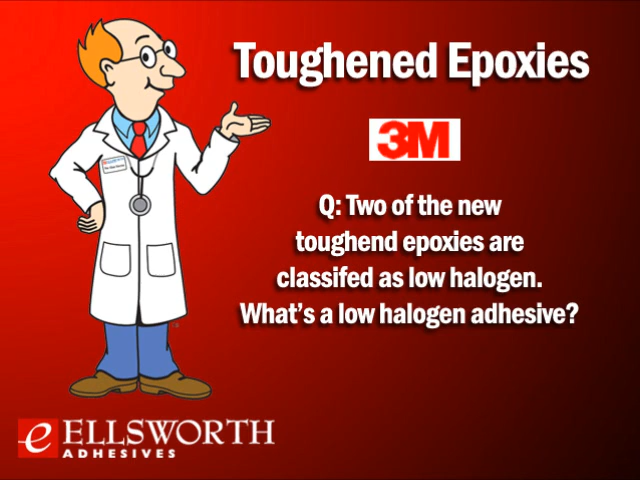 Toughened Epoxies
3M
Q: Two of the new
toughend epoxies are
classifed as low halogen.
What's a low halogen adhesive?
e ELLSWORTH
ADHESIVES